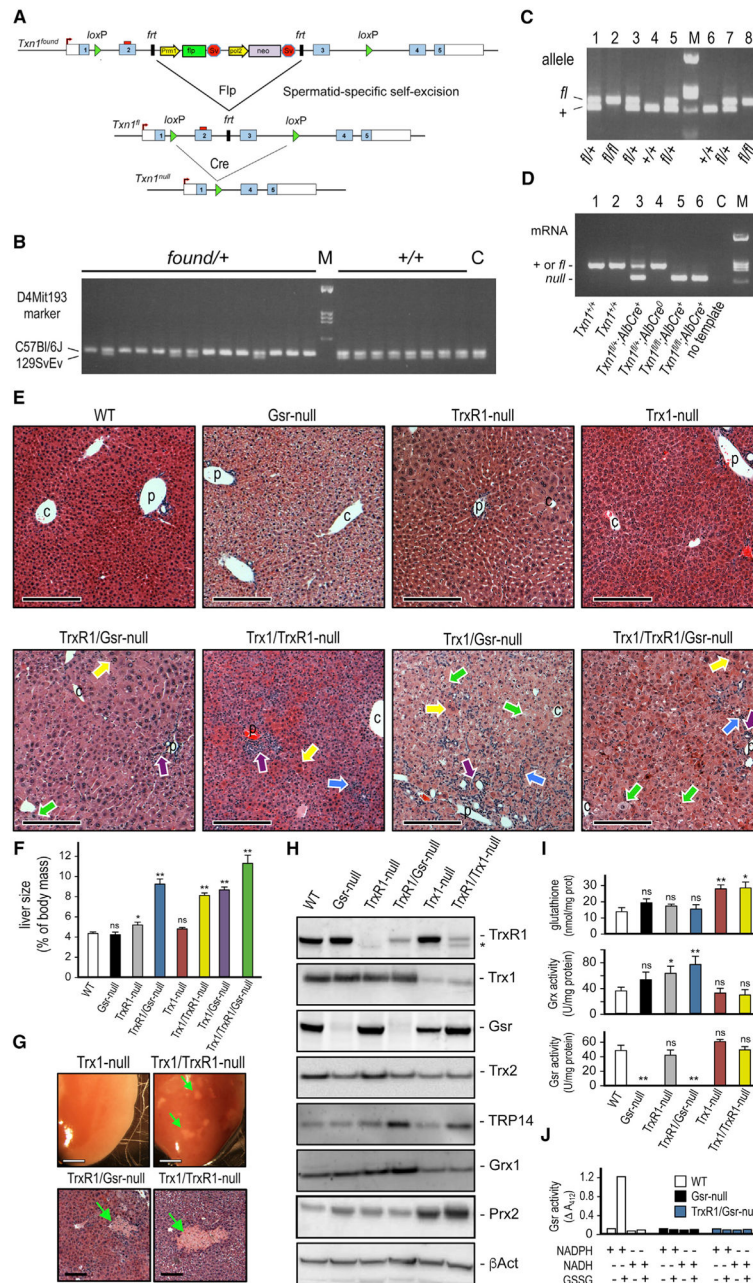 A
Txn1found
loxP
frt
Prm1
flp
Sv
pol2
neo
Sv
frt
loxP
1
2
3
4
5
Flp
Spermatid-specific self-excision
Txn1fl
loxP
frt
loxP
1
2
3
4
5
Cre
Txn1null
1
4
5
B
found/+
M
+/+
C
D4Mit193
marker
C57Bl/6J
129SvEv
C
1 2 3 4 5 M 6 7 8
allele
fl
+
fl/+ fl/fl fl/+ +/+ fl/+ +/+ fl/+ fl/fl
D
1 2 3 4 5 6 C M
mRNA
+ or fl -
null -
Txn1+/+
Txn1+/+
Txn1fl/+;AlbCre+
Txn1fl/+;AlbCre0
Txn1fl/fl;AlbCre+
Txn1fl/fl;AlbCre+
no template
E
WT Gsr-null TrxR1-null Trx1-null
c p
p c
p c
p c
TrxR1/Gsr-null Trx1/TrxR1-null Trx1/Gsr-null Trx1/TrxR1/Gsr-null
c p
p c
c p
c p
F
liver size
(% of body mass)
12
10
8
6
4
2
0
ns * ** ns ** ** **
WT
Gsr-null
TrxR1-null
TrxR1/Gsr-null
Trx1-null
Trx1/TrxR1-null
Trx1/Gsr-null
Trx1/TrxR1/Gsr-null
G
Trx1-null Trx1/TrxR1-null
TrxR1/Gsr-null Trx1/TrxR1-null
H
WT
Gsr-null
TrxR1-null
TrxR1/Gsr-null
Trx1-null
TrxR1/Trx1-null
- TrxR1
*
- Trx1
- Gsr
- Trx2
- TRP14
- Grx1
- Prx2
- βAct
I
glutathione
(nmol/mg prot)
30
20
10
0
ns ns ns ** *
Grx activity
(U/mg protein)
90
60
30
0
ns * ** ns ns
Gsr activity
(U/mg protein)
60
40
20
0
** ns ** ns ns
WT
Gsr-null
TrxR1-null
TrxR1/Gsr-null
Trx1-null
Trx1/TrxR1-null
J
Gsr activity
(Δ A412)
1.2
0.8
0.4
0
WT
Gsr-null
TrxR1/Gsr-nu
NADPH + + - - + + - - + + - -
NADH - - + + - - + + - - + +
GSSG - + - + - + - + - + - +